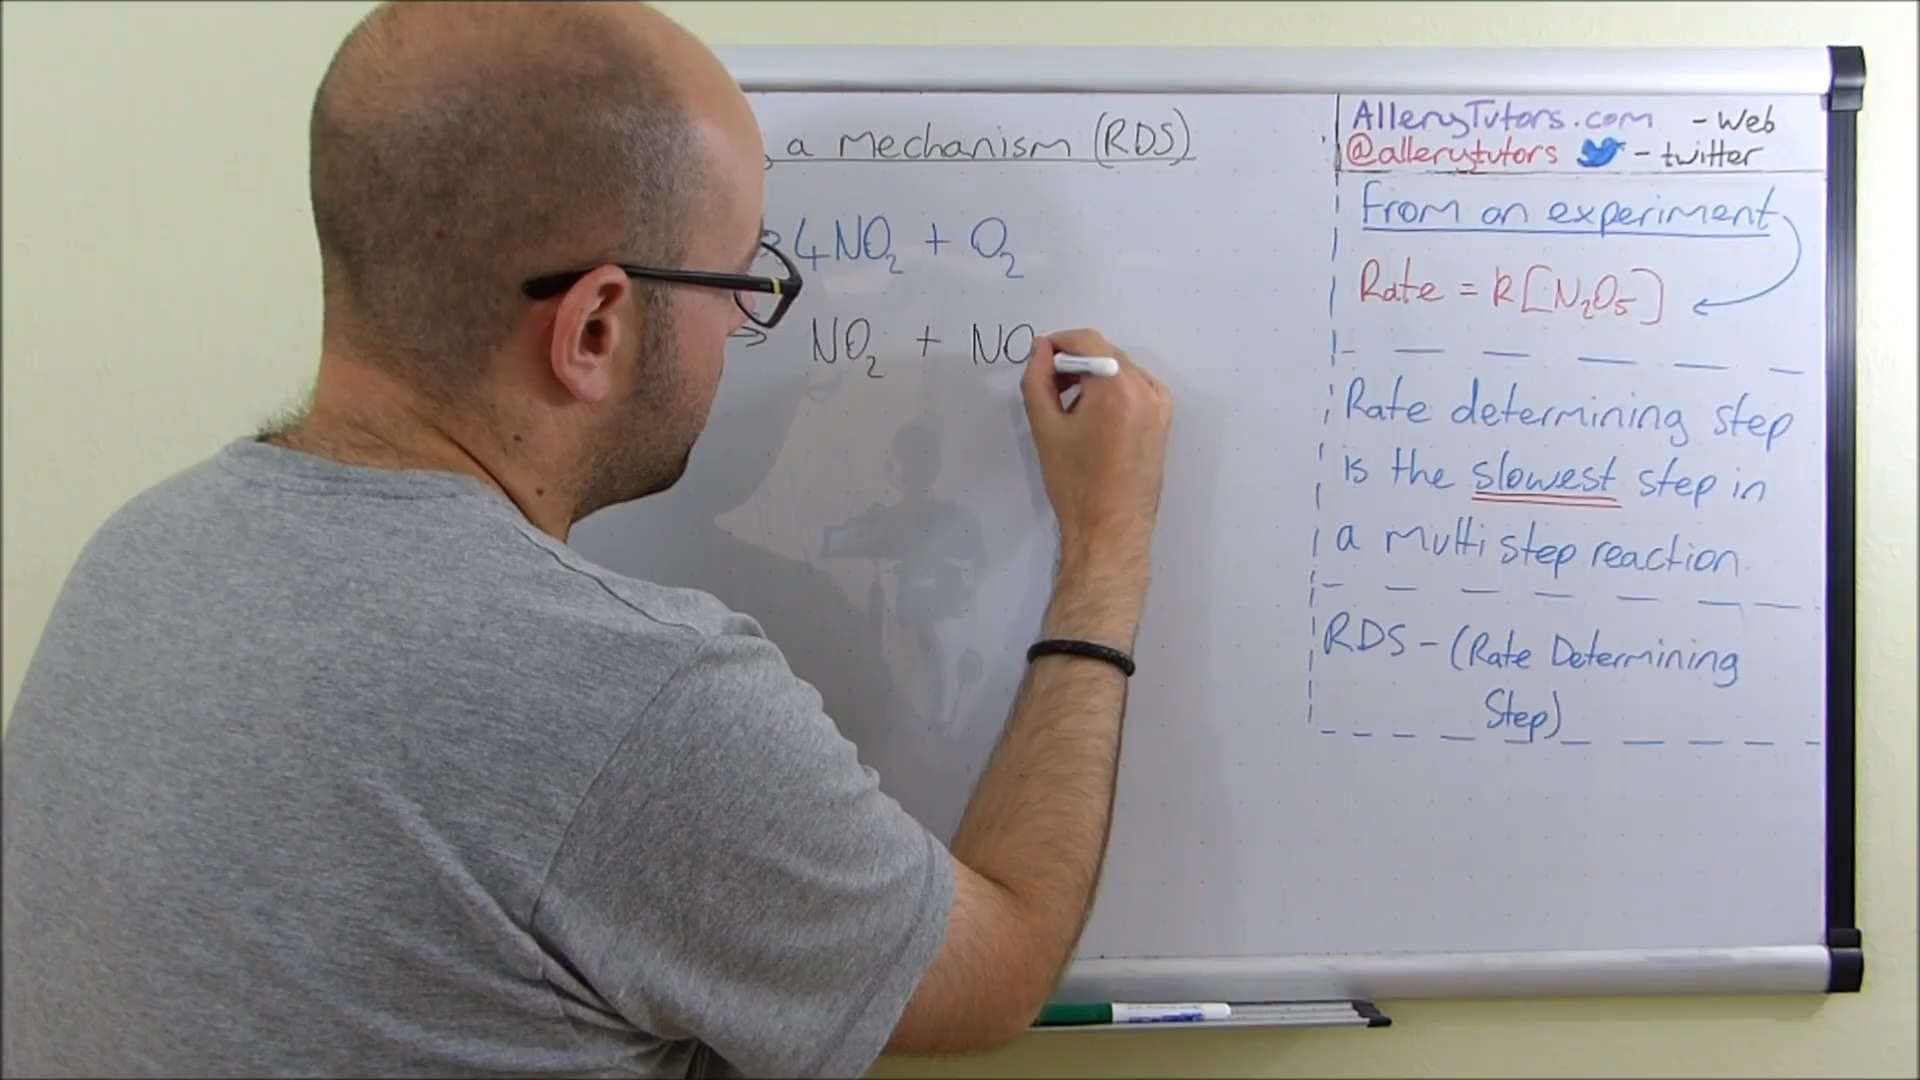 a mechanism (RDS)
4NO₂ + O₂
→ NO₂ + NO
AlleryTutors.com - Web
@allerytutors - twitter
from an experiment
Rate = k[N₂O₅]
Rate determining step
is the slowest step in
a multi step reaction.
RDS - (Rate Determining
Step)